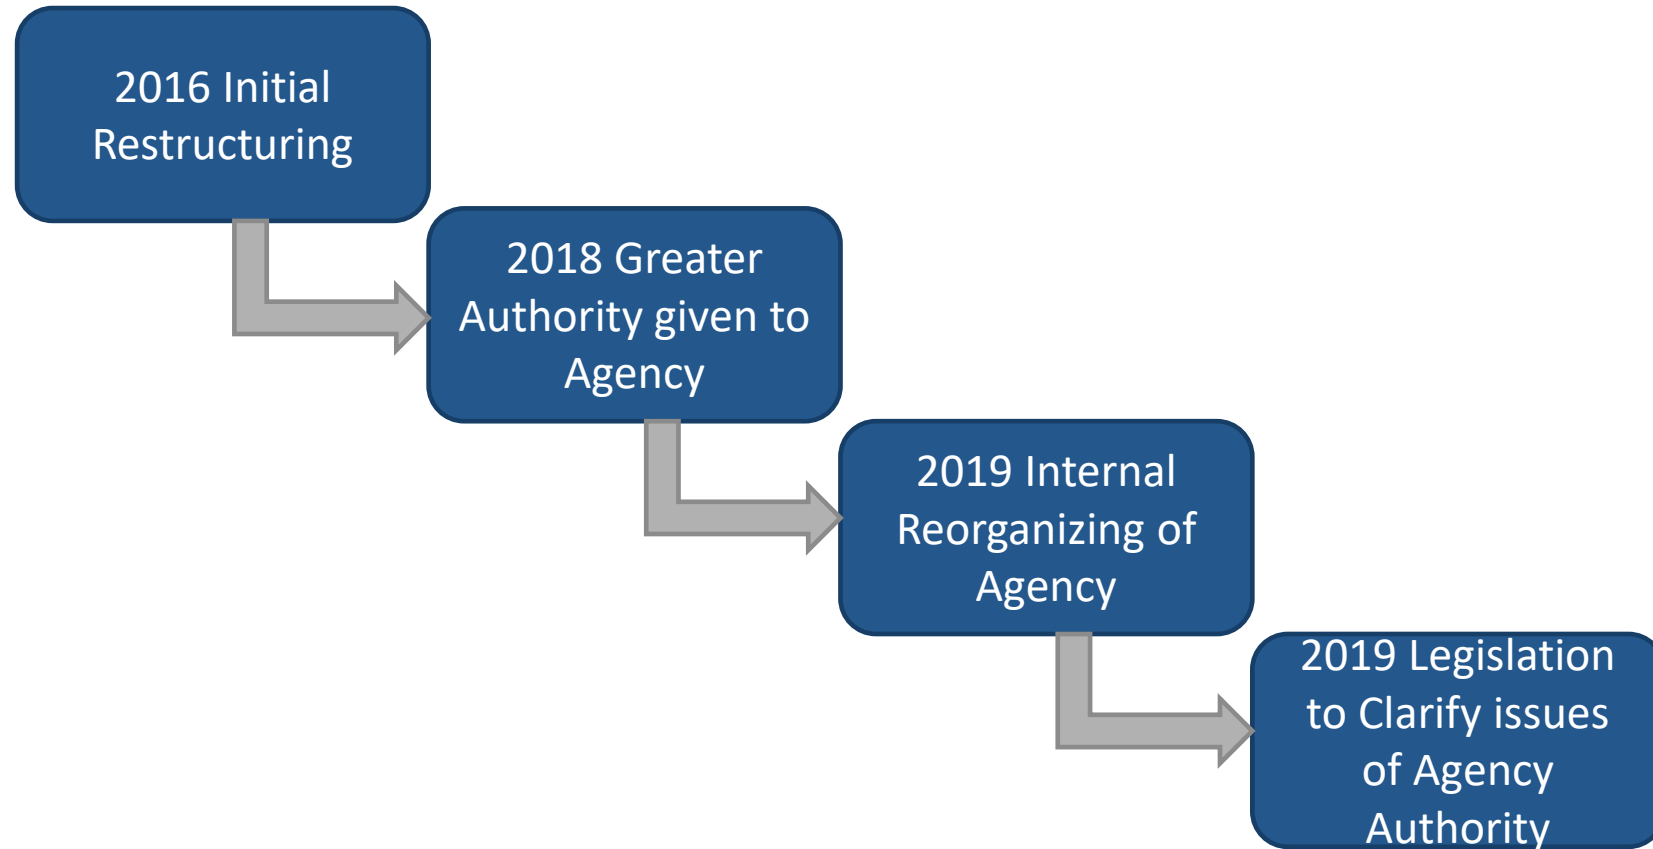 2016 Initial
Restructuring
2018 Greater
Authority given to
Agency
2019 Internal
Reorganizing of
Agency
2019 Legislation
to Clarify issues
of Agency
Authority